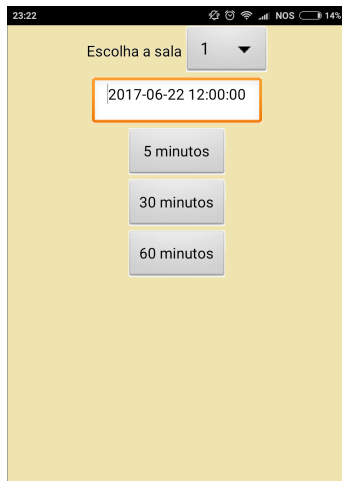 23:22 NOS 14%
Escolha a sala 1
2017-06-22 12:00:00
5 minutos
30 minutos
60 minutos